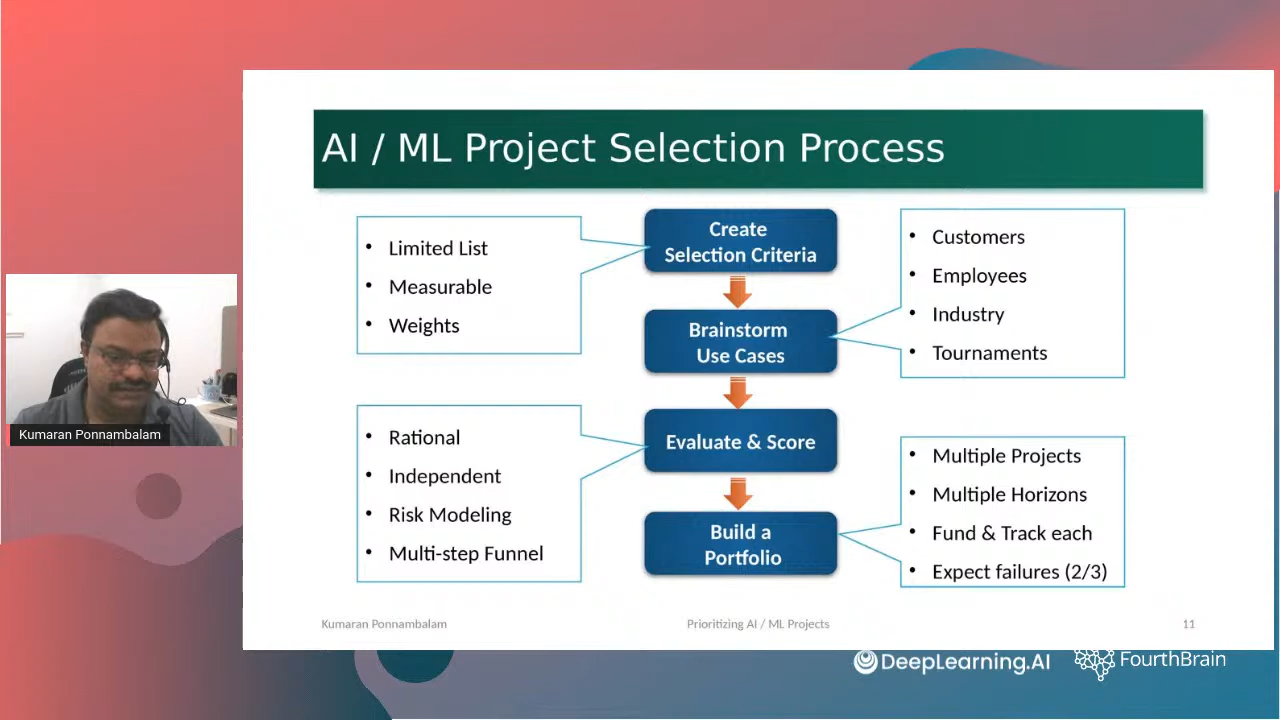 AI / ML Project Selection Process
Create
Selection Criteria
• Limited List
• Measurable
• Weights
Brainstorm
Use Cases
• Customers
• Employees
• Industry
• Tournaments
Evaluate & Score
• Rational
• Independent
• Risk Modeling
• Multi-step Funnel
Build a
Portfolio
• Multiple Projects
• Multiple Horizons
• Fund & Track each
• Expect failures (2/3)
Kumaran Ponnambalam
Kumaran Ponnambalam
Prioritizing AI / ML Projects
11
DeepLearning.AI
FourthBrain